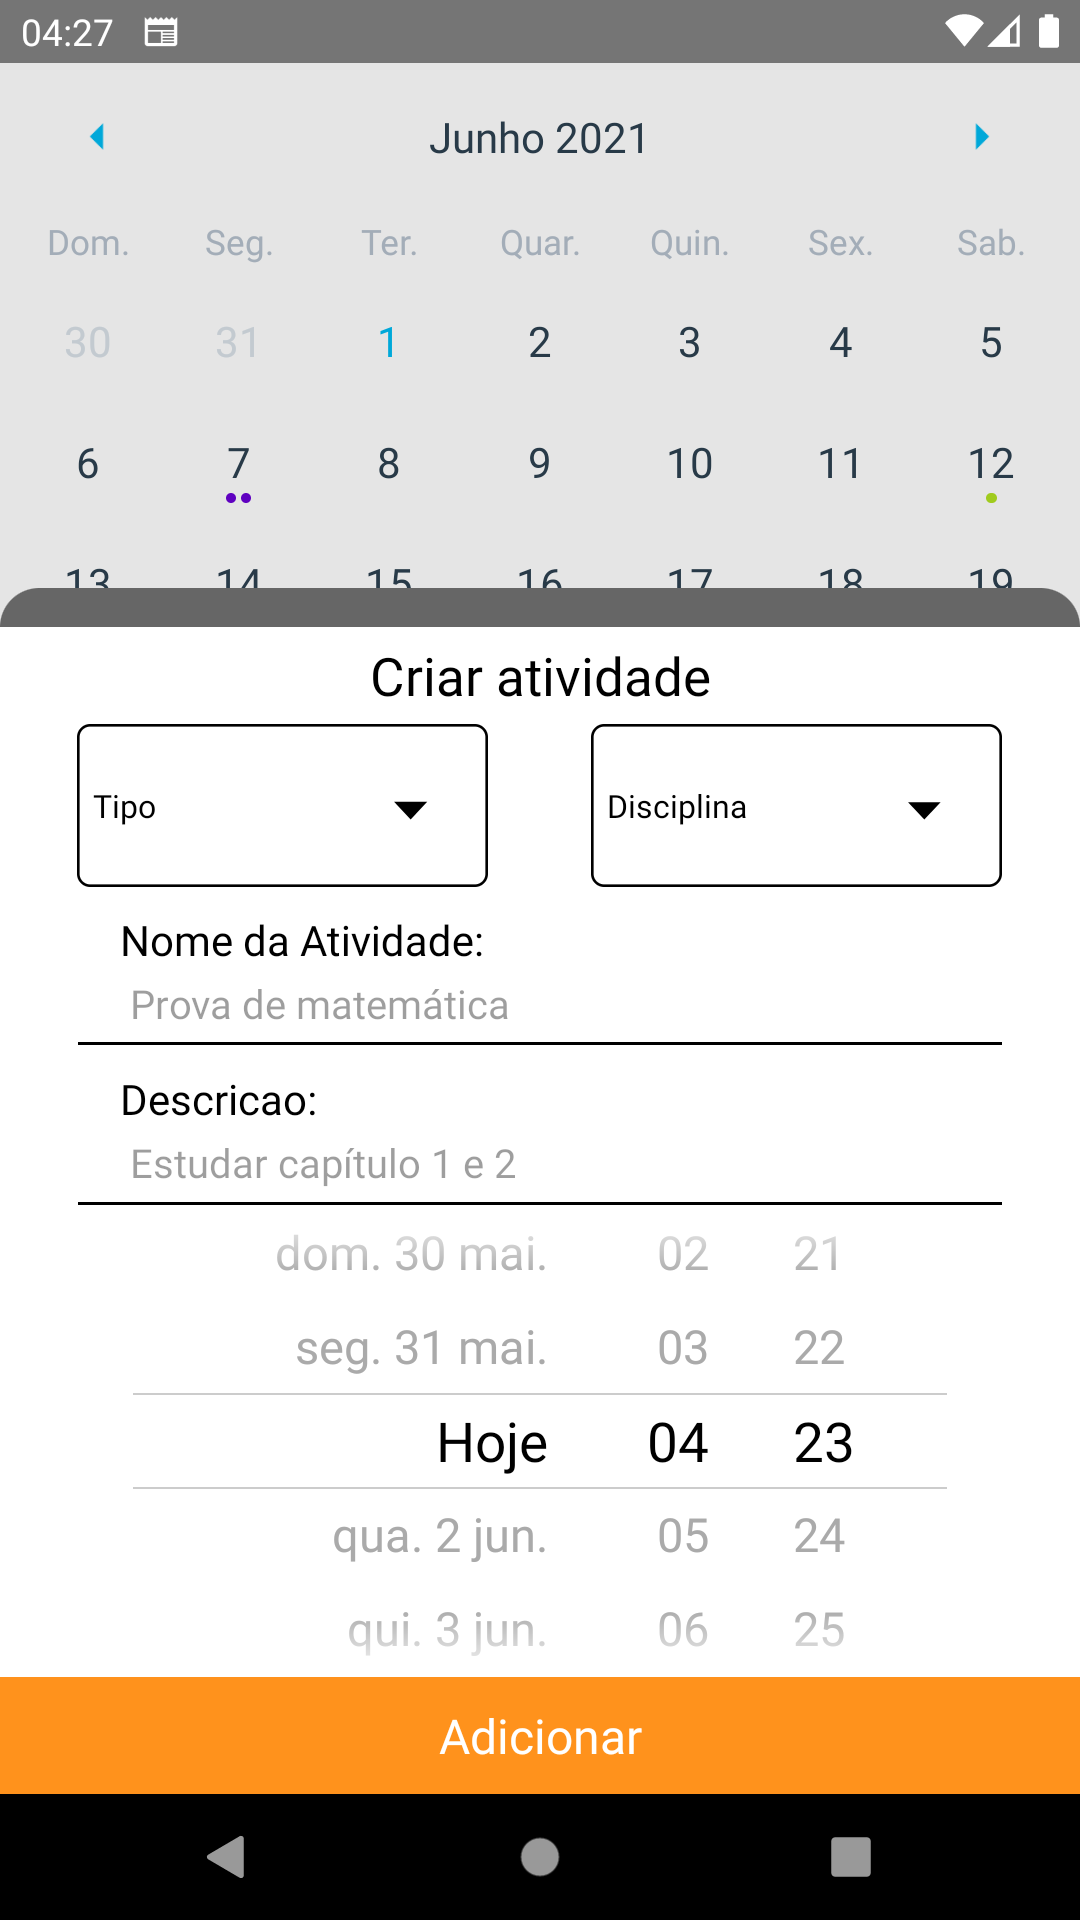 04:27
Junho 2021
Dom. Seg. Ter. Quar. Quin. Sex. Sab.
30 31 1 2 3 4 5
6 7 8 9 10 11 12
13 14 15 16 17 18 19
Criar atividade
Tipo Disciplina
Nome da Atividade:
Prova de matemática
Descricao:
Estudar capítulo 1 e 2
dom. 30 mai. 02 21
seg. 31 mai. 03 22
Hoje 04 23
qua. 2 jun. 05 24
qui. 3 jun. 06 25
Adicionar